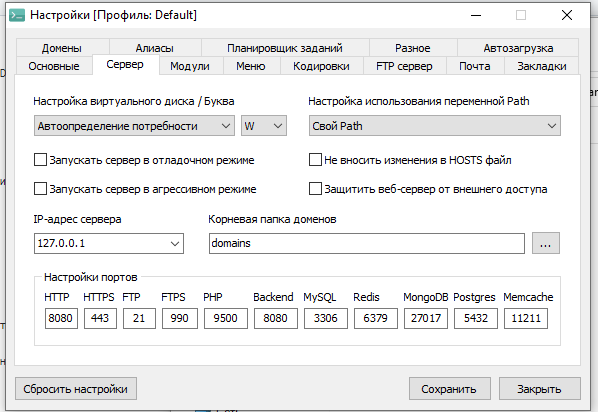 Настройки [Профиль: Default]
Домены Алиасы Планировщик заданий Разное Автозагрузка
Основные Сервер Модули Меню Кодировки FTP сервер Почта Закладки
Настройка виртуального диска / Буква Настройка использования переменной Path
Автоопределение потребности W Свой Path
Запускать сервер в отладочном режиме Не вносить изменения в HOSTS файл
Запускать сервер в агрессивном режиме Защитить веб-сервер от внешнего доступа
IP-адрес сервера Корневая папка доменов
127.0.0.1 domains ...
Настройки портов
HTTP HTTPS FTP FTPS PHP Backend MySQL Redis MongoDB Postgres Memcache
8080 443 21 990 9500 8080 3306 6379 27017 5432 11211
Сбросить настройки Сохранить Закрыть